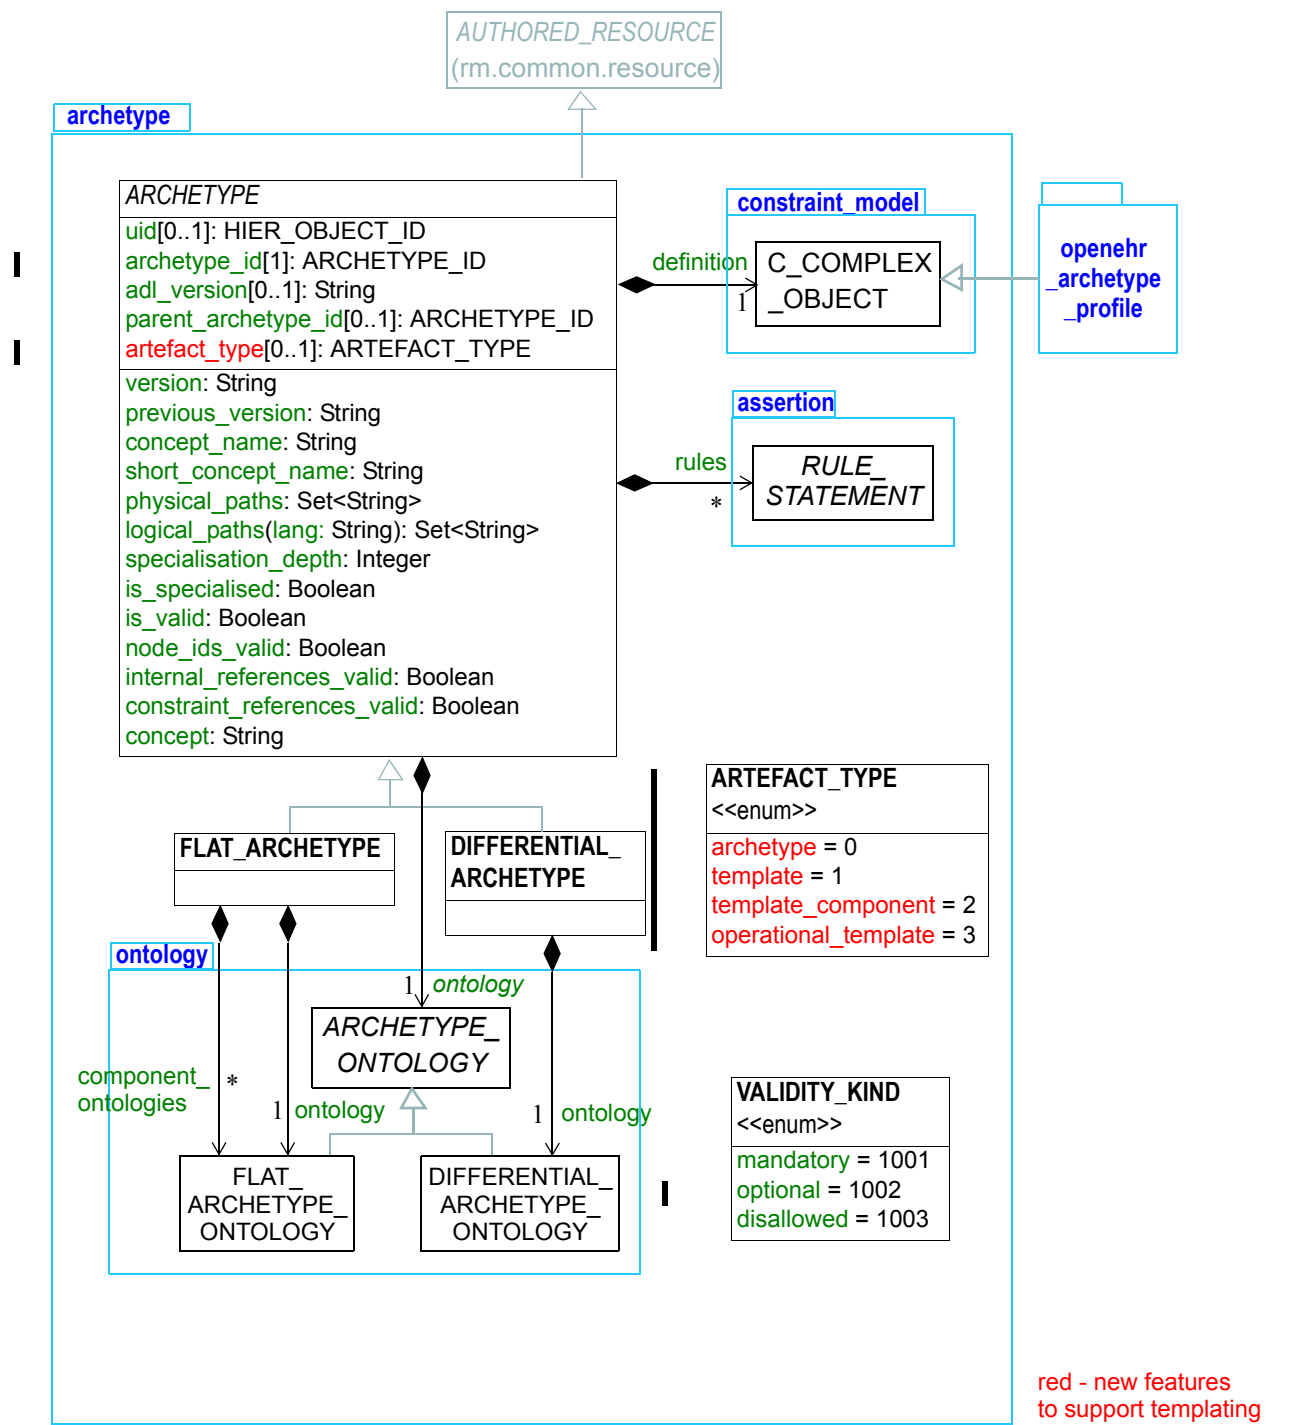 AUTHORED_RESOURCE
(rm.common.resource)
archetype
ARCHETYPE
uid[0..1]: HIER_OBJECT_ID
archetype_id[1]: ARCHETYPE_ID
adl_version[0..1]: String
parent_archetype_id[0..1]: ARCHETYPE_ID
artefact_type[0..1]: ARTEFACT_TYPE
version: String
previous_version: String
concept_name: String
short_concept_name: String
physical_paths: Set<String>
logical_paths(lang: String): Set<String>
specialisation_depth: Integer
is_specialised: Boolean
is_valid: Boolean
node_ids_valid: Boolean
internal_references_valid: Boolean
constraint_references_valid: Boolean
concept: String
definition
1
constraint_model
C_COMPLEX
_OBJECT
openehr
_archetype
_profile
rules
*
assertion
RULE_
STATEMENT
FLAT_ARCHETYPE
DIFFERENTIAL_
ARCHETYPE
ARTEFACT_TYPE
<<enum>>
archetype = 0
template = 1
template_component = 2
operational_template = 3
ontology
1 ontology
ARCHETYPE_
ONTOLOGY
component_
ontologies
*
1 ontology
1 ontology
FLAT_
ARCHETYPE_
ONTOLOGY
DIFFERENTIAL_
ARCHETYPE_
ONTOLOGY
VALIDITY_KIND
<<enum>>
mandatory = 1001
optional = 1002
disallowed = 1003
red - new features
to support templating